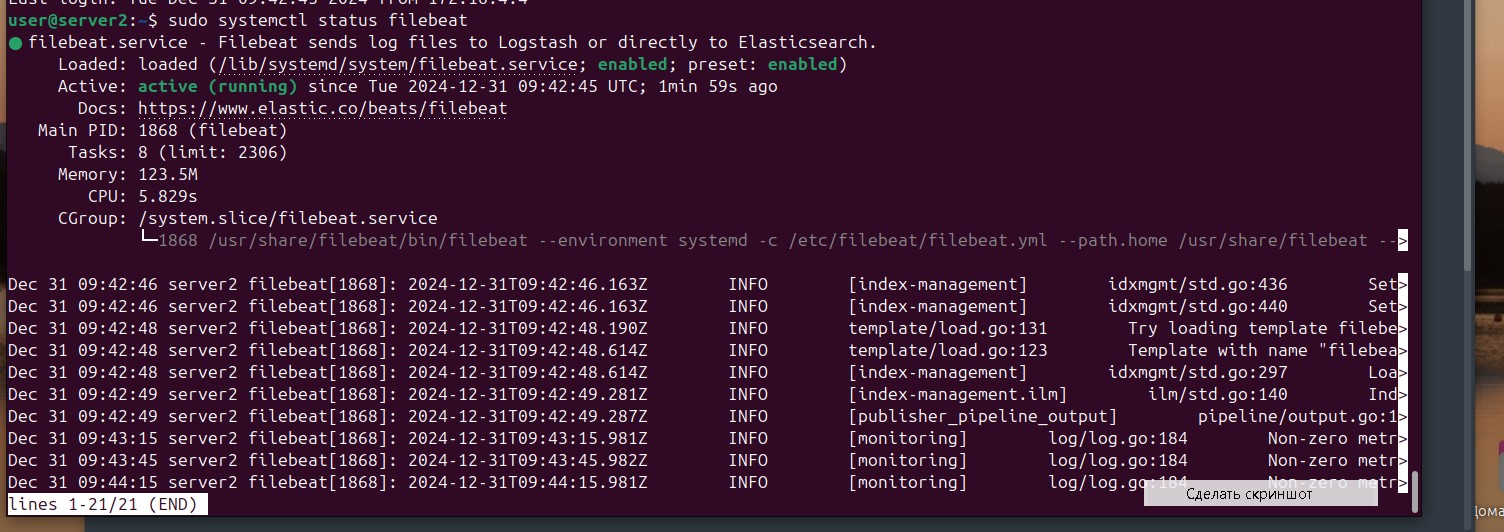 user@server2:~$ sudo systemctl status filebeat
● filebeat.service - Filebeat sends log files to Logstash or directly to Elasticsearch.
Loaded: loaded (/lib/systemd/system/filebeat.service; enabled; preset: enabled)
Active: active (running) since Tue 2024-12-31 09:42:45 UTC; 1min 59s ago
Docs: https://www.elastic.co/beats/filebeat
Main PID: 1868 (filebeat)
Tasks: 8 (limit: 2306)
Memory: 123.5M
CPU: 5.829s
CGroup: /system.slice/filebeat.service
└─1868 /usr/share/filebeat/bin/filebeat --environment systemd -c /etc/filebeat/filebeat.yml --path.home /usr/share/filebeat -->
Dec 31 09:42:46 server2 filebeat[1868]: 2024-12-31T09:42:46.163Z INFO [index-management] idxmgmt/std.go:436 Set>
Dec 31 09:42:46 server2 filebeat[1868]: 2024-12-31T09:42:46.163Z INFO [index-management] idxmgmt/std.go:440 Set>
Dec 31 09:42:48 server2 filebeat[1868]: 2024-12-31T09:42:48.190Z INFO template/load.go:131 Try loading template filebe>
Dec 31 09:42:48 server2 filebeat[1868]: 2024-12-31T09:42:48.614Z INFO template/load.go:123 Template with name "filebea>
Dec 31 09:42:48 server2 filebeat[1868]: 2024-12-31T09:42:48.614Z INFO [index-management] idxmgmt/std.go:297 Loa>
Dec 31 09:42:49 server2 filebeat[1868]: 2024-12-31T09:42:49.281Z INFO [index-management.ilm] ilm/std.go:140 Ind>
Dec 31 09:42:49 server2 filebeat[1868]: 2024-12-31T09:42:49.287Z INFO [publisher_pipeline_output] pipeline/output.go:1>
Dec 31 09:43:15 server2 filebeat[1868]: 2024-12-31T09:43:15.981Z INFO [monitoring] log/log.go:184 Non-zero metr>
Dec 31 09:43:45 server2 filebeat[1868]: 2024-12-31T09:43:45.982Z INFO [monitoring] log/log.go:184 Non-zero metr>
Dec 31 09:44:15 server2 filebeat[1868]: 2024-12-31T09:44:15.981Z INFO [monitoring] log/log.go:184 Non-zero metr>
Сделать скриншот
lines 1-21/21 (END)